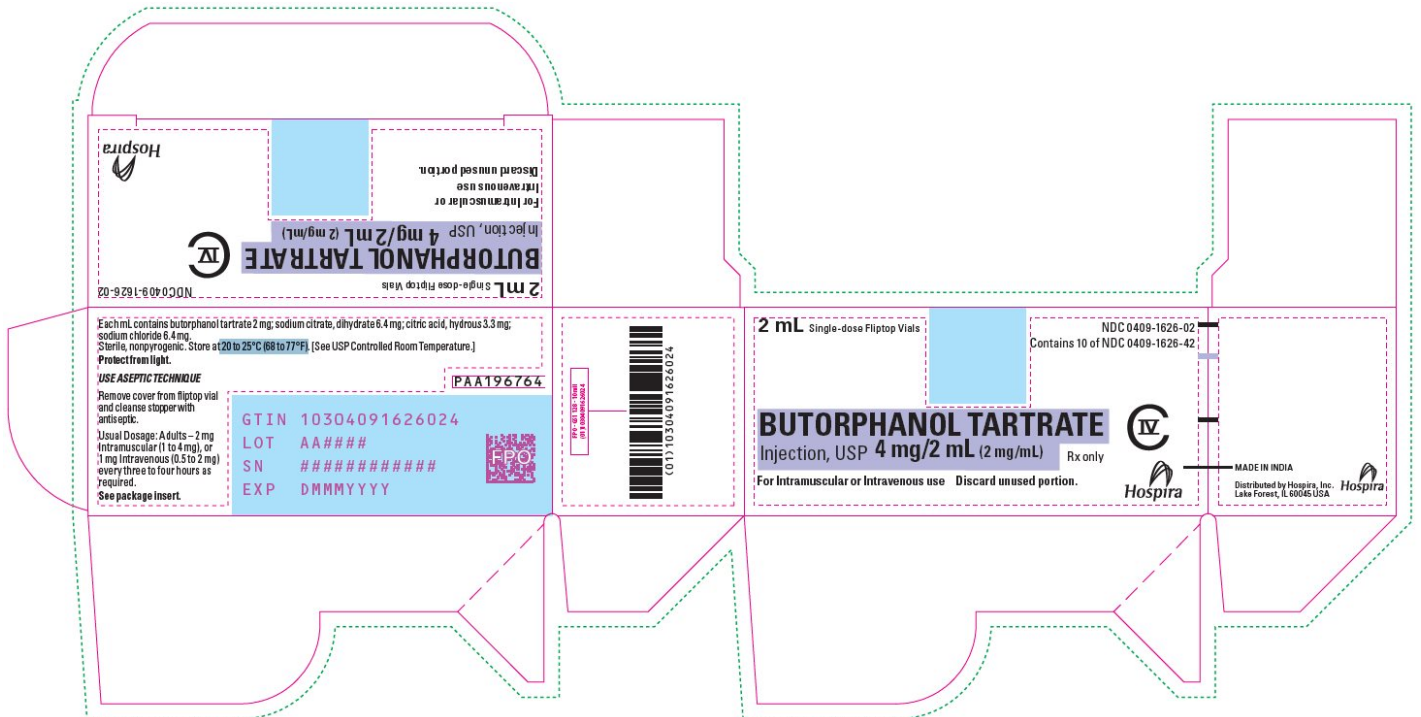 2 mL Single-dose Fliptop Vials
NDC 0409-1626-02
BUTORPHANOL TARTRATE
Injection, USP 4 mg/2 mL (2 mg/mL)
CIV
For Intramuscular or
Intravenous use
Discard unused portion.
Hospira
Each mL contains butorphanol tartrate 2 mg; sodium citrate, dihydrate 6.4 mg; citric acid, hydrous 3.3 mg;
sodium chloride 6.4 mg.
Sterile, nonpyrogenic. Store at 20 to 25°C (68 to 77°F). [See USP Controlled Room Temperature.]
Protect from light.
USE ASEPTIC TECHNIQUE
Remove cover from fliptop vial
and cleanse stopper with
antiseptic.
Usual Dosage: Adults – 2 mg
Intramuscular (1 to 4 mg), or
1 mg Intravenous (0.5 to 2 mg)
every three to four hours as
required.
See package insert.
PAA196764
GTIN 10304091626024
LOT AA####
SN ############
EXP DMMMYYYY
FPO
(01)10304091626024
(01)10304091626024
2 mL Single-dose Fliptop Vials
NDC 0409-1626-02
Contains 10 of NDC 0409-1626-42
BUTORPHANOL TARTRATE
Injection, USP 4 mg/2 mL (2 mg/mL)
Rx only
CIV
For Intramuscular or Intravenous use Discard unused portion.
Hospira
MADE IN INDIA
Distributed by Hospira, Inc.
Lake Forest, IL 60045 USA
Hospira